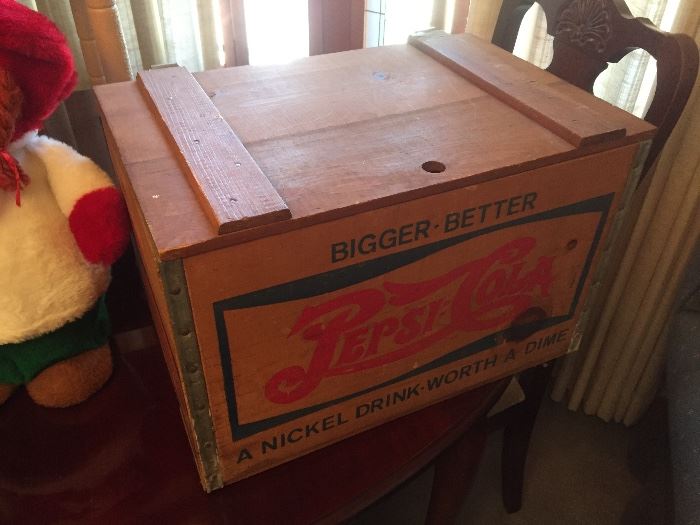 BIGGER·BETTER
PEPSI-COLA
A NICKEL DRINK-WORTH A DIME